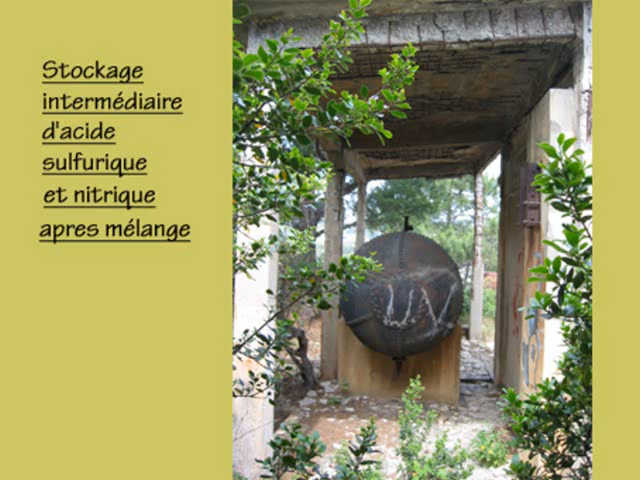 Stockage
intermédiaire
d'acide
sulfurique
et nitrique
apres mélange